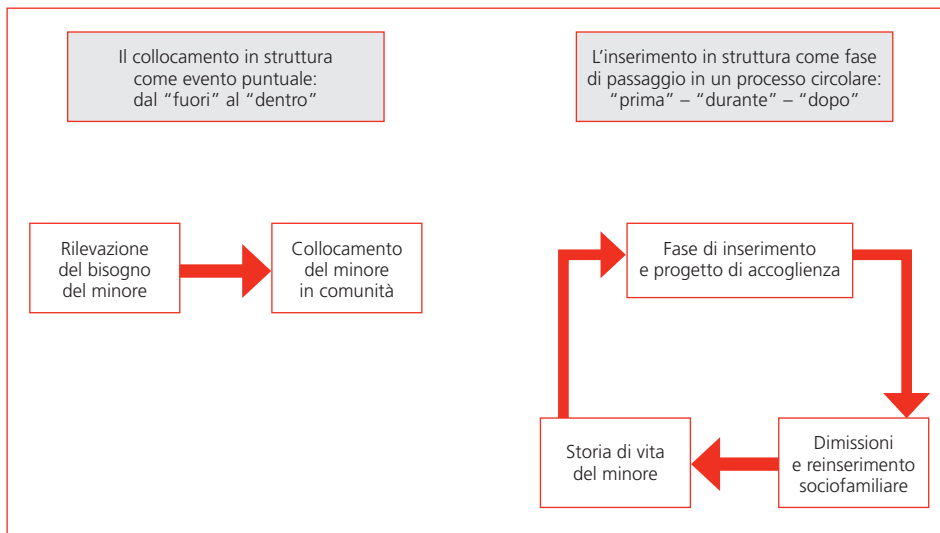 Il collocamento in struttura
come evento puntuale:
dal “fuori” al “dentro”
L’inserimento in struttura come fase
di passaggio in un processo circolare:
“prima” – “durante” – “dopo”
Rilevazione
del bisogno
del minore
Collocamento
del minore
in comunità
Fase di inserimento
e progetto di accoglienza
Storia di vita
del minore
Dimissioni
e reinserimento
sociofamiliare